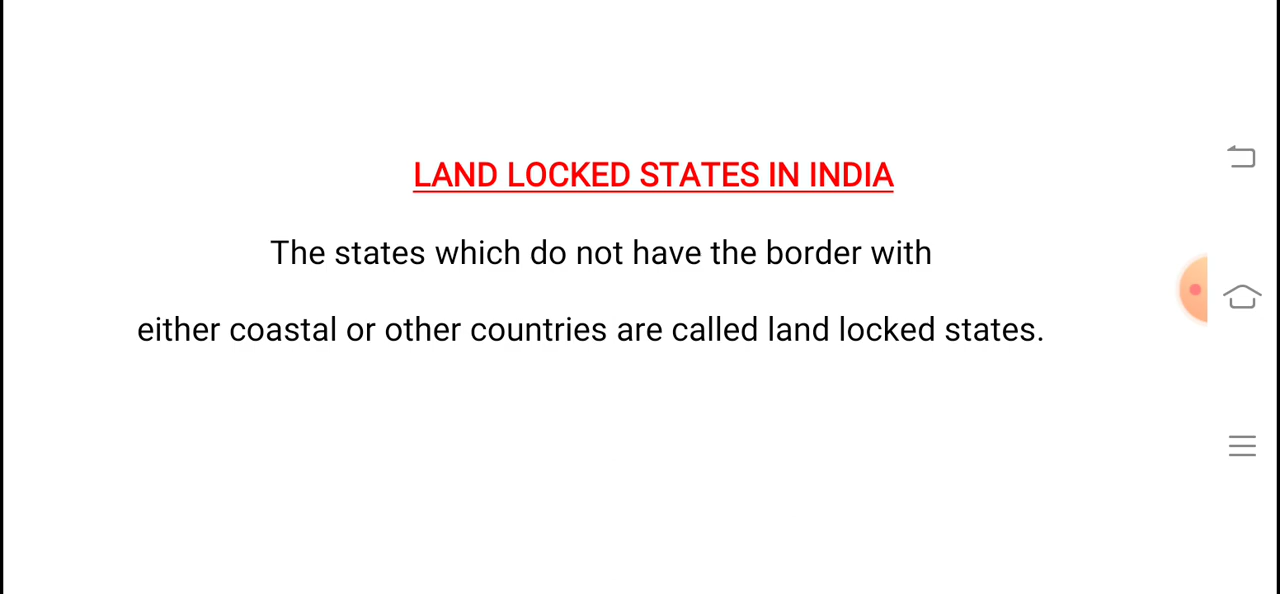 LAND LOCKED STATES IN INDIA
The states which do not have the border with
either coastal or other countries are called land locked states.